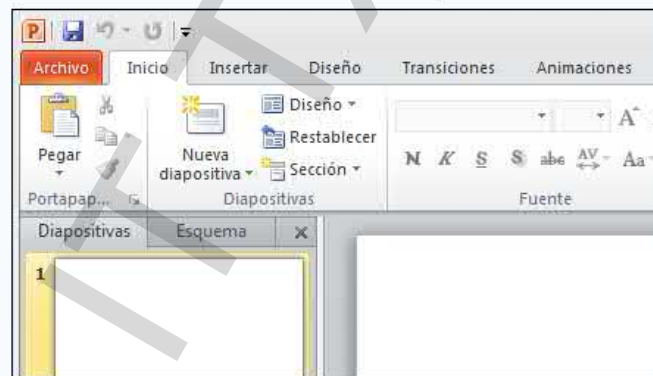 P
Archivo Inicio Insertar Diseño Transiciones Animaciones
Pegar
Nueva diapositiva
Diseño
Restablecer
Sección
N K S S abc AV Aa A
Portapap... Diapositivas Fuente
Diapositivas Esquema
1